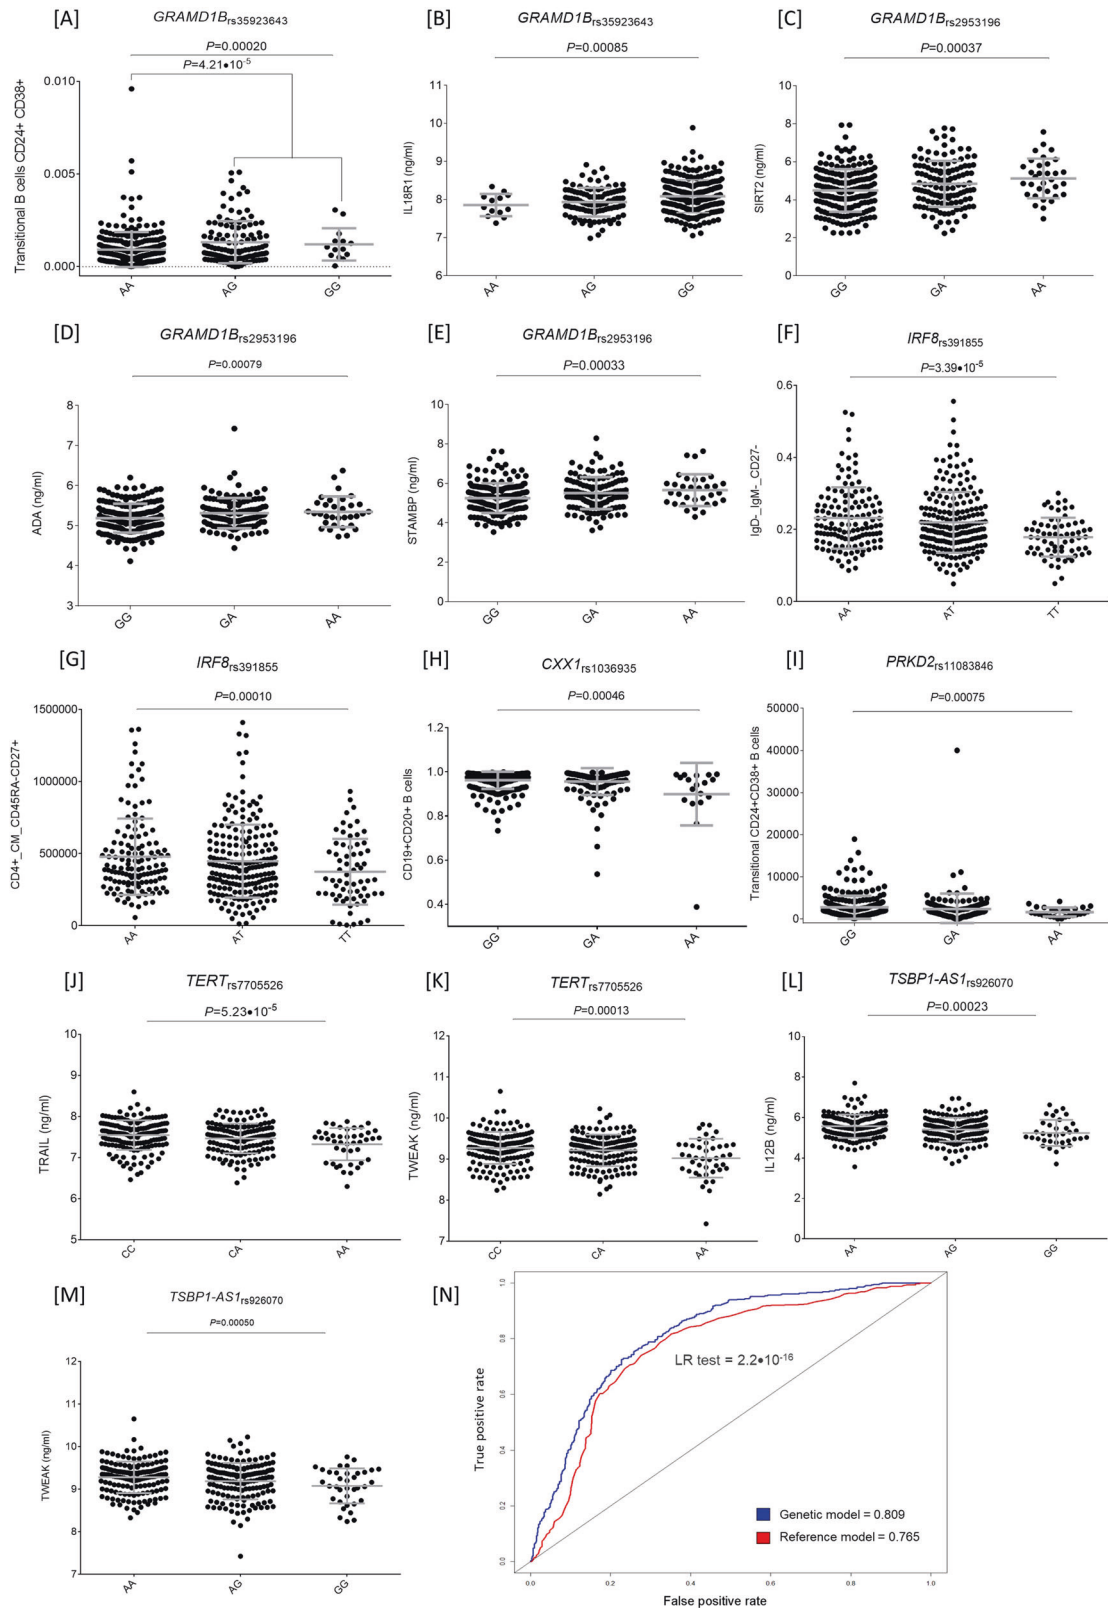 [A]
GRAMD1Brs35923643
P=0.00020
P=4.21•10-5
Transitional B cells CD24+ CD38+
0.010
0.005
0.000
AA AG GG
[B]
GRAMD1Brs35923643
P=0.00085
IL18R1 (ng/ml)
11
10
9
8
7
6
AA AG GG
[C]
GRAMD1Brs2953196
P=0.00037
SIRT2 (ng/ml)
10
8
6
4
2
0
GG GA AA
[D]
GRAMD1Brs2953196
P=0.00079
ADA (ng/ml)
8
7
6
5
4
3
GG GA AA
[E]
GRAMD1Brs2953196
P=0.00033
STAMBP (ng/ml)
10
8
6
4
2
0
GG GA AA
[F]
IRF8rs391855
P=3.39•10-5
IgD-_IgM-_CD27-
0.6
0.4
0.2
0.0
AA AT TT
[G]
IRF8rs391855
P=0.00010
CD4+_CM_CD45RA-CD27+
1500000
1000000
500000
0
AA AT TT
[H]
CXX1rs1036935
P=0.00046
CD19+CD20+ B cells
1.2
1.0
0.8
0.6
0.4
GG GA AA
[I]
PRKD2rs11083846
P=0.00075
Transitional CD24+CD38+ B cells
50000
40000
30000
20000
10000
0
GG GA AA
[J]
TERTrs7705526
P=5.23•10-5
TRAIL (ng/ml)
10
9
8
7
6
5
CC CA AA
[K]
TERTrs7705526
P=0.00013
TWEAK (ng/ml)
12
11
10
9
8
7
CC CA AA
[L]
TSBP1-AS1rs926070
P=0.00023
IL12B (ng/ml)
10
8
6
4
2
0
AA AG GG
[M]
TSBP1-AS1rs926070
P=0.00050
TWEAK (ng/ml)
12
11
10
9
8
7
AA AG GG
[N]
True positive rate
1.0
0.8
0.6
0.4
0.2
0.0
LR test = 2.2•10-16
Genetic model = 0.809
Reference model = 0.765
0.0 0.2 0.4 0.6 0.8 1.0
False positive rate